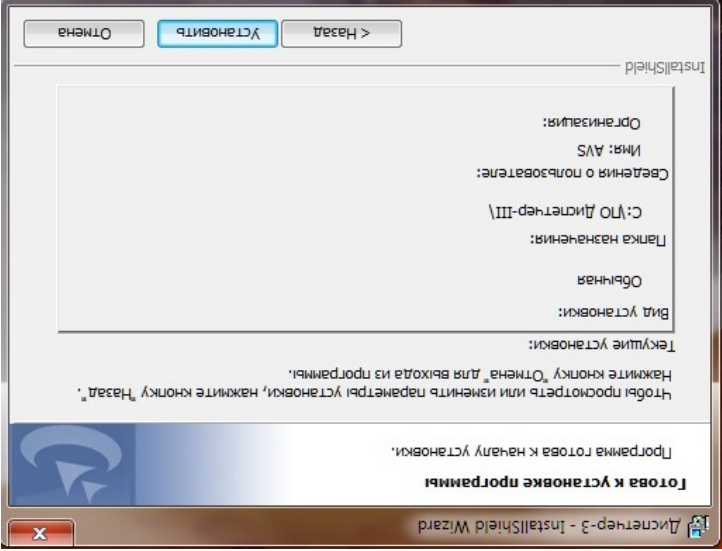 Диспетчер-3 - InstallShield Wizard
Готова к установке программы
Программа готова к началу установки.
Чтобы просмотреть или изменить параметры установки, нажмите кнопку "Назад".
Нажмите кнопку "Отмена" для выхода из программы.
Текущие установки:
Вид установки:
Обычная
Папка назначения:
C:\ПО Диспетчер-III\
Сведения о пользователе:
Имя: AVS
Организация:
InstallShield
< Назад
Установить
Отмена